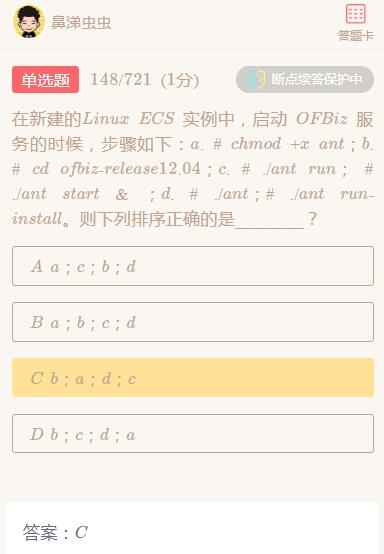 鼻涕虫虫
答题卡
单选题 148/721 (1分) 断点续答保护中
在新建的Linux ECS 实例中，启动 OFBiz 服
务的时候，步骤如下：a. # chmod +x ant；b.
# cd ofbiz-release12.04；c. # ./ant run； #
./ant start & ；d. # ./ant；# ./ant run-
install。则下列排序正确的是________？
A a；c；b；d
B a；b；c；d
C b；a；d；c
D b；c；d；a
答案：C